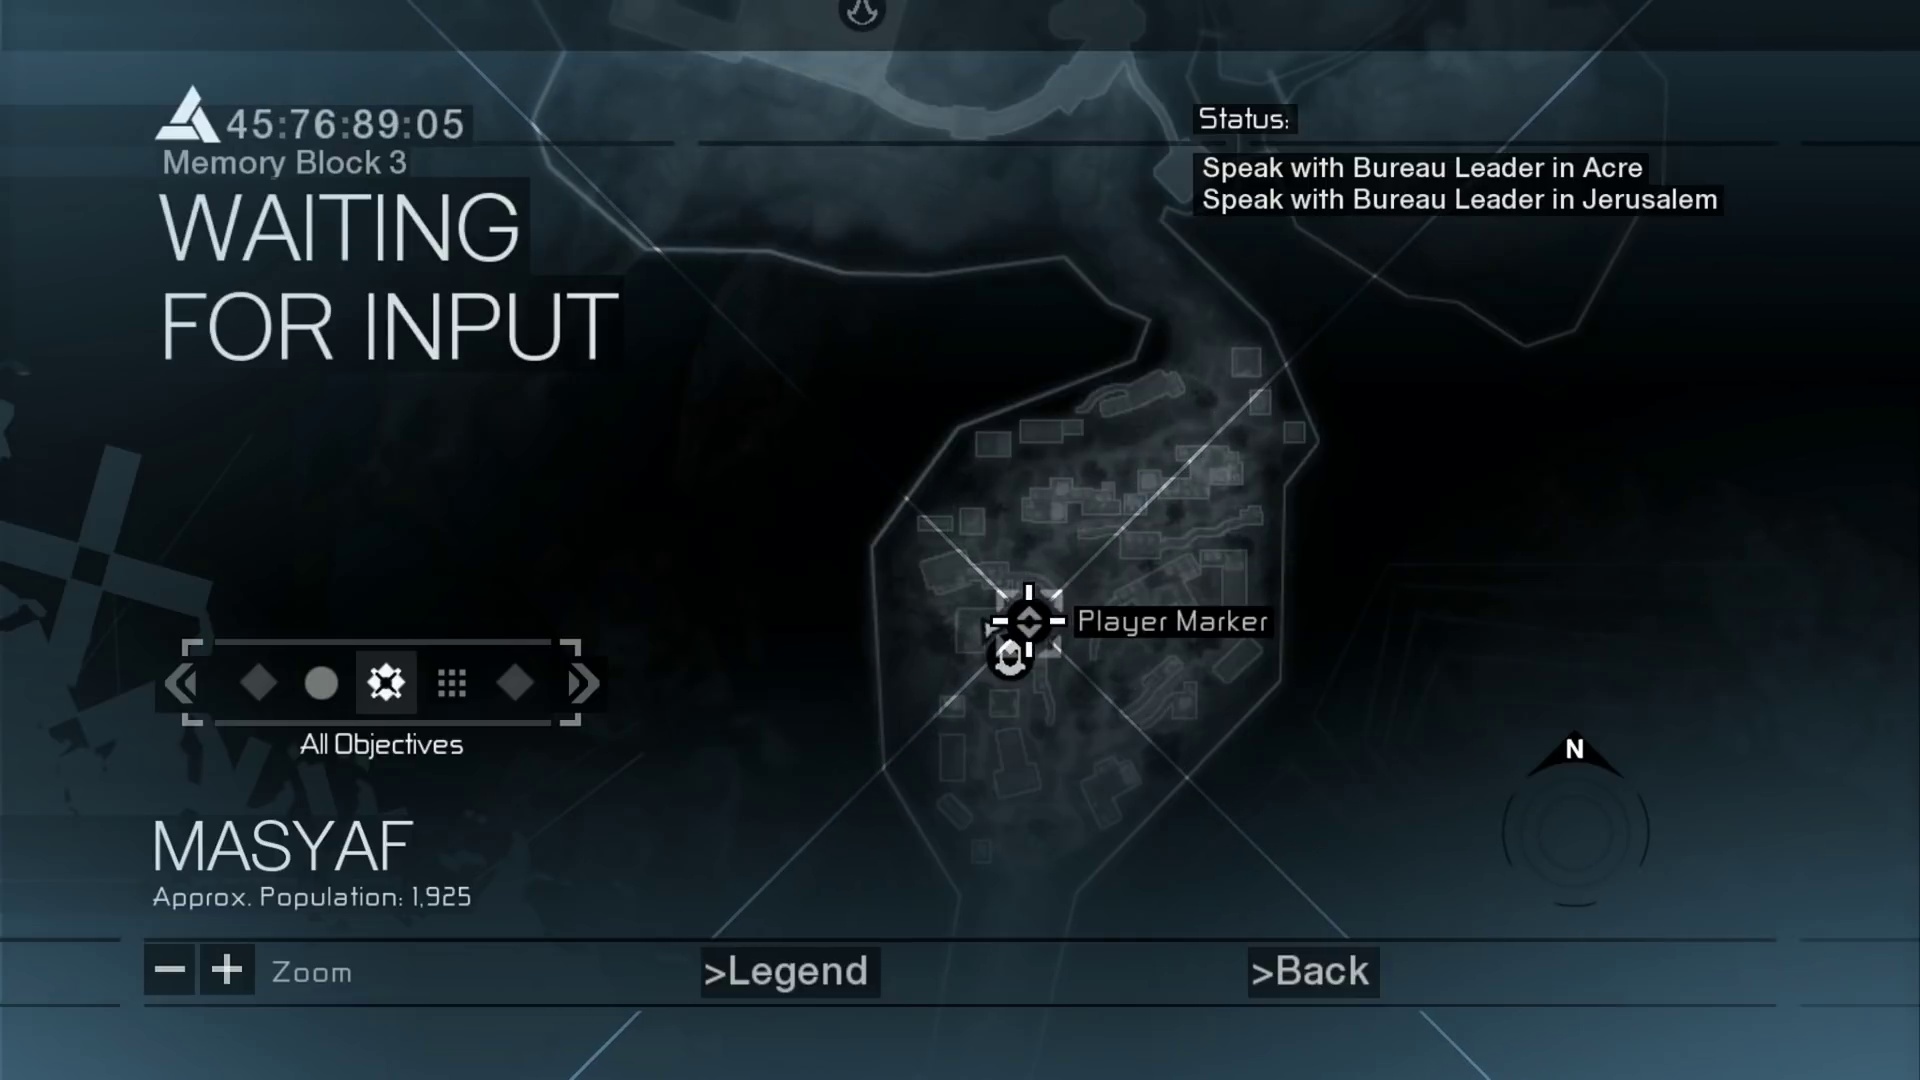 45:76:89:05
Memory Block 3
WAITING
FOR INPUT
Status:
Speak with Bureau Leader in Acre
Speak with Bureau Leader in Jerusalem
Player Marker
All Objectives
N
MASYAF
Approx. Population: 1,925
Zoom
>Legend
>Back